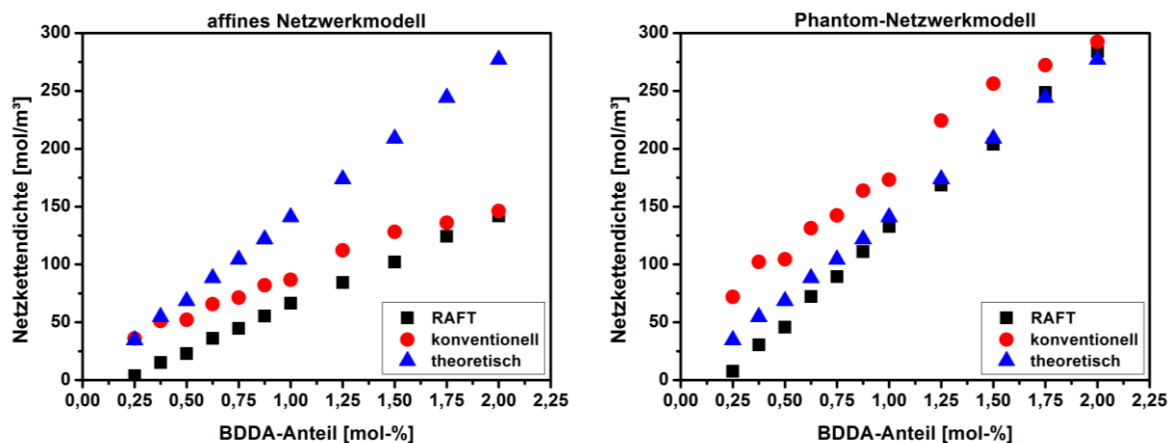 affines Netzwerkmodell
Netzkettendichte [mol/m³]
300
250
200
150
100
50
0
RAFT
konventionell
theoretisch
0,00 0,25 0,50 0,75 1,00 1,25 1,50 1,75 2,00 2,25
BDDA-Anteil [mol-%]
Phantom-Netzwerkmodell
Netzkettendichte [mol/m³]
300
250
200
150
100
50
0
RAFT
konventionell
theoretisch
0,00 0,25 0,50 0,75 1,00 1,25 1,50 1,75 2,00 2,25
BDDA-Anteil [mol-%]